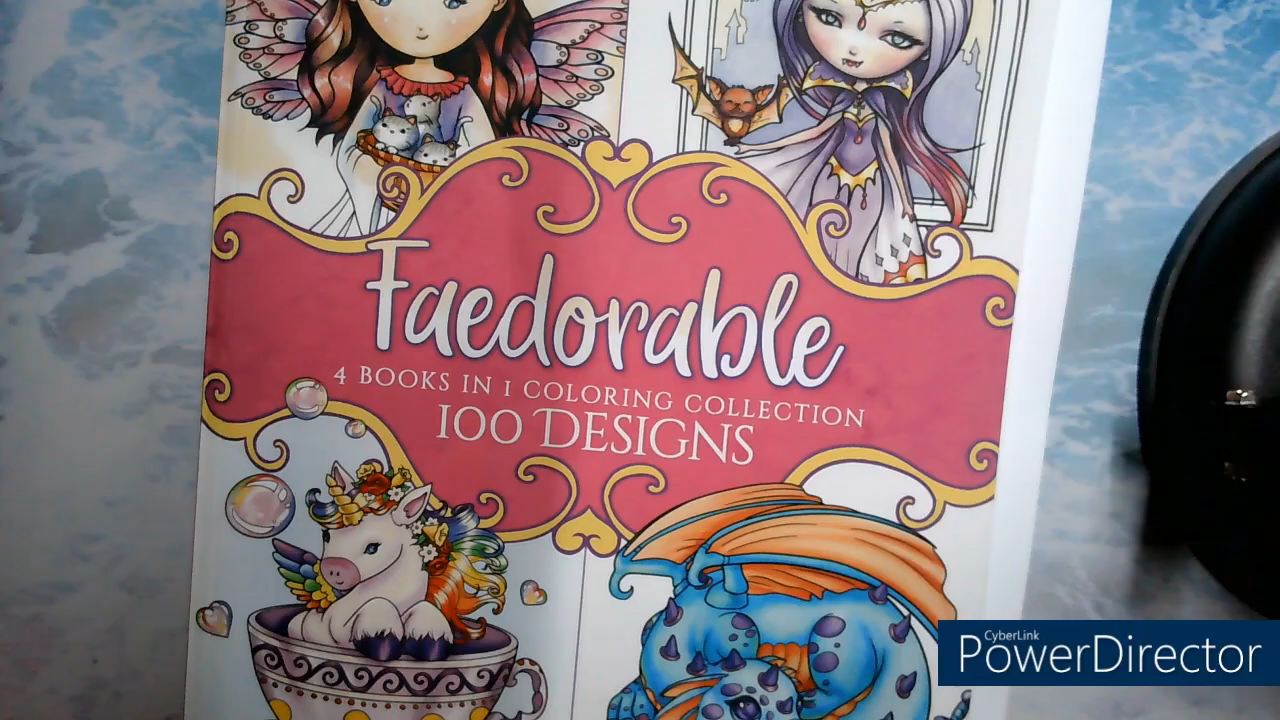 Faedorable
4 BOOKS IN 1 COLORING COLLECTION
100 DESIGNS
CyberLink
PowerDirector